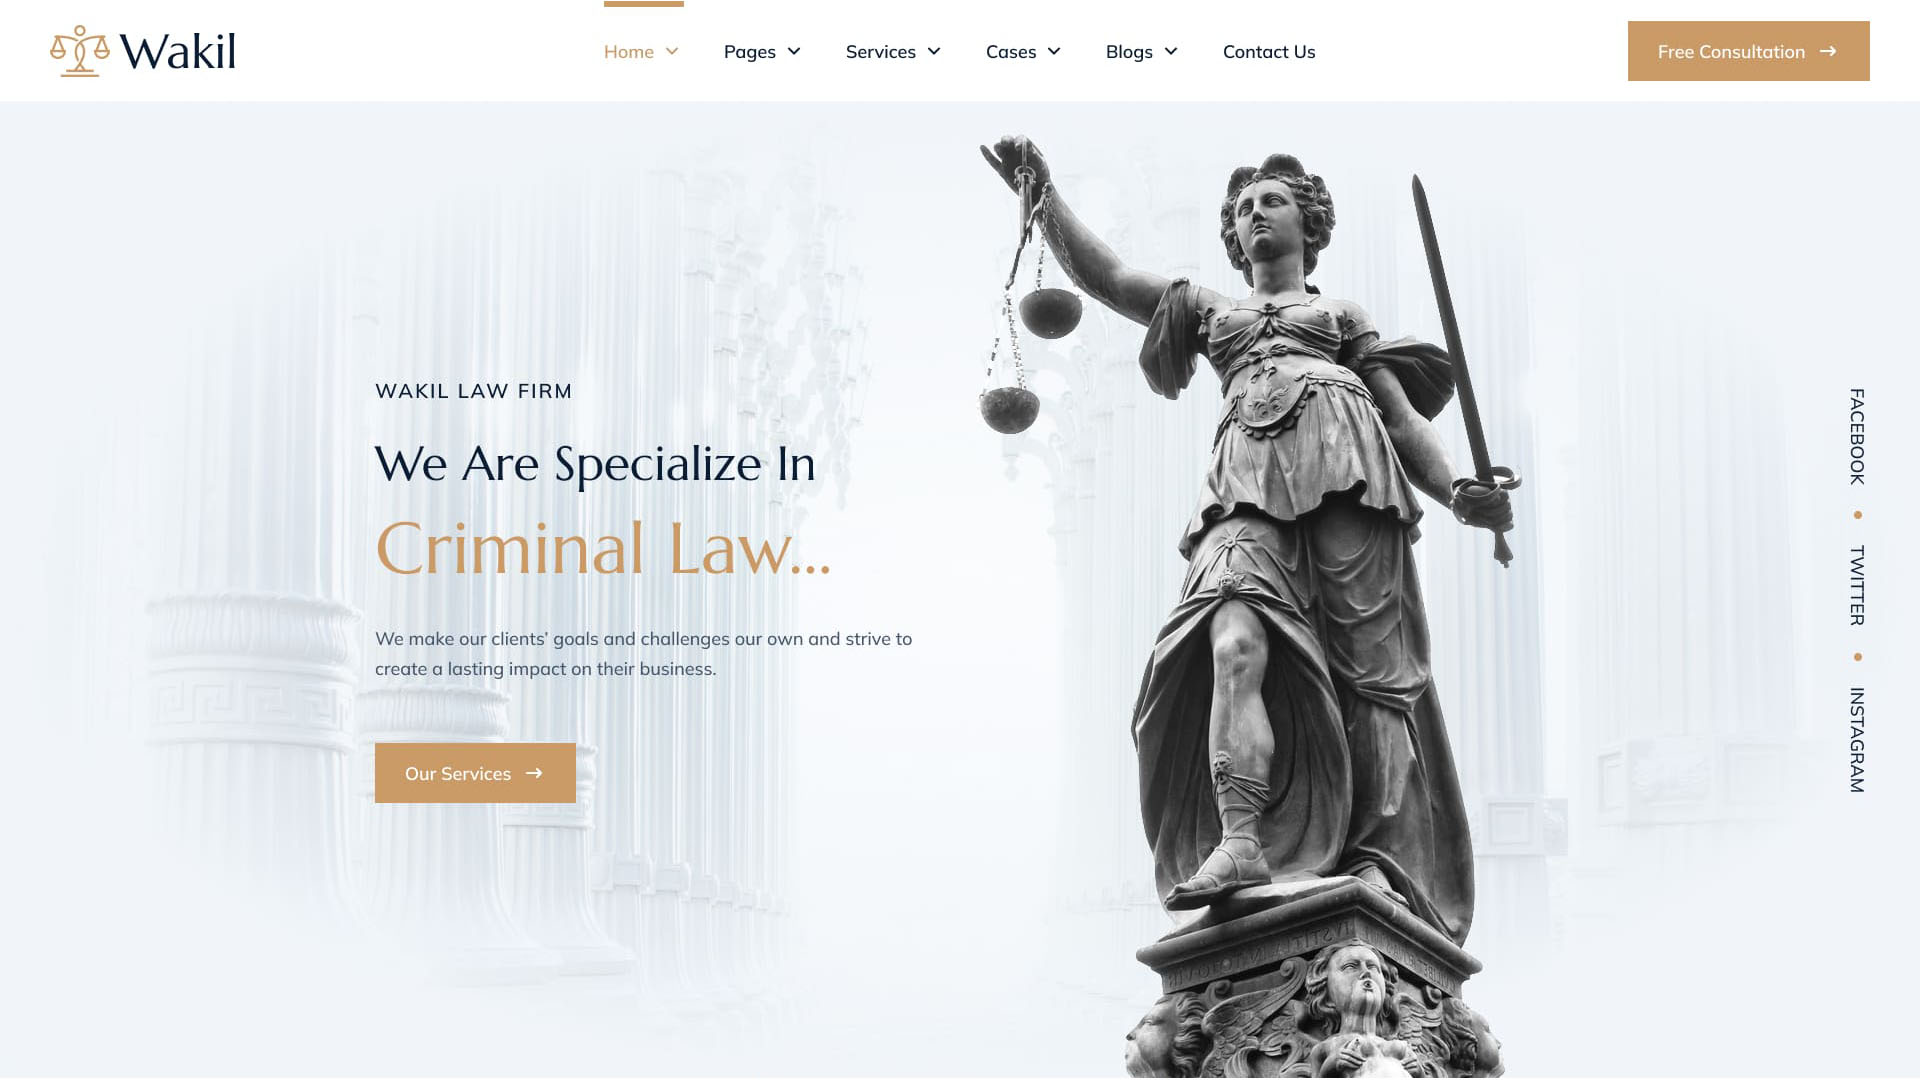 Wakil
Home
Pages
Services
Cases
Blogs
Contact Us
Free Consultation
WAKIL LAW FIRM
We Are Specialize In
Criminal Law...
We make our clients' goals and challenges our own and strive to
create a lasting impact on their business.
Our Services
FACEBOOK
TWITTER
INSTAGRAM